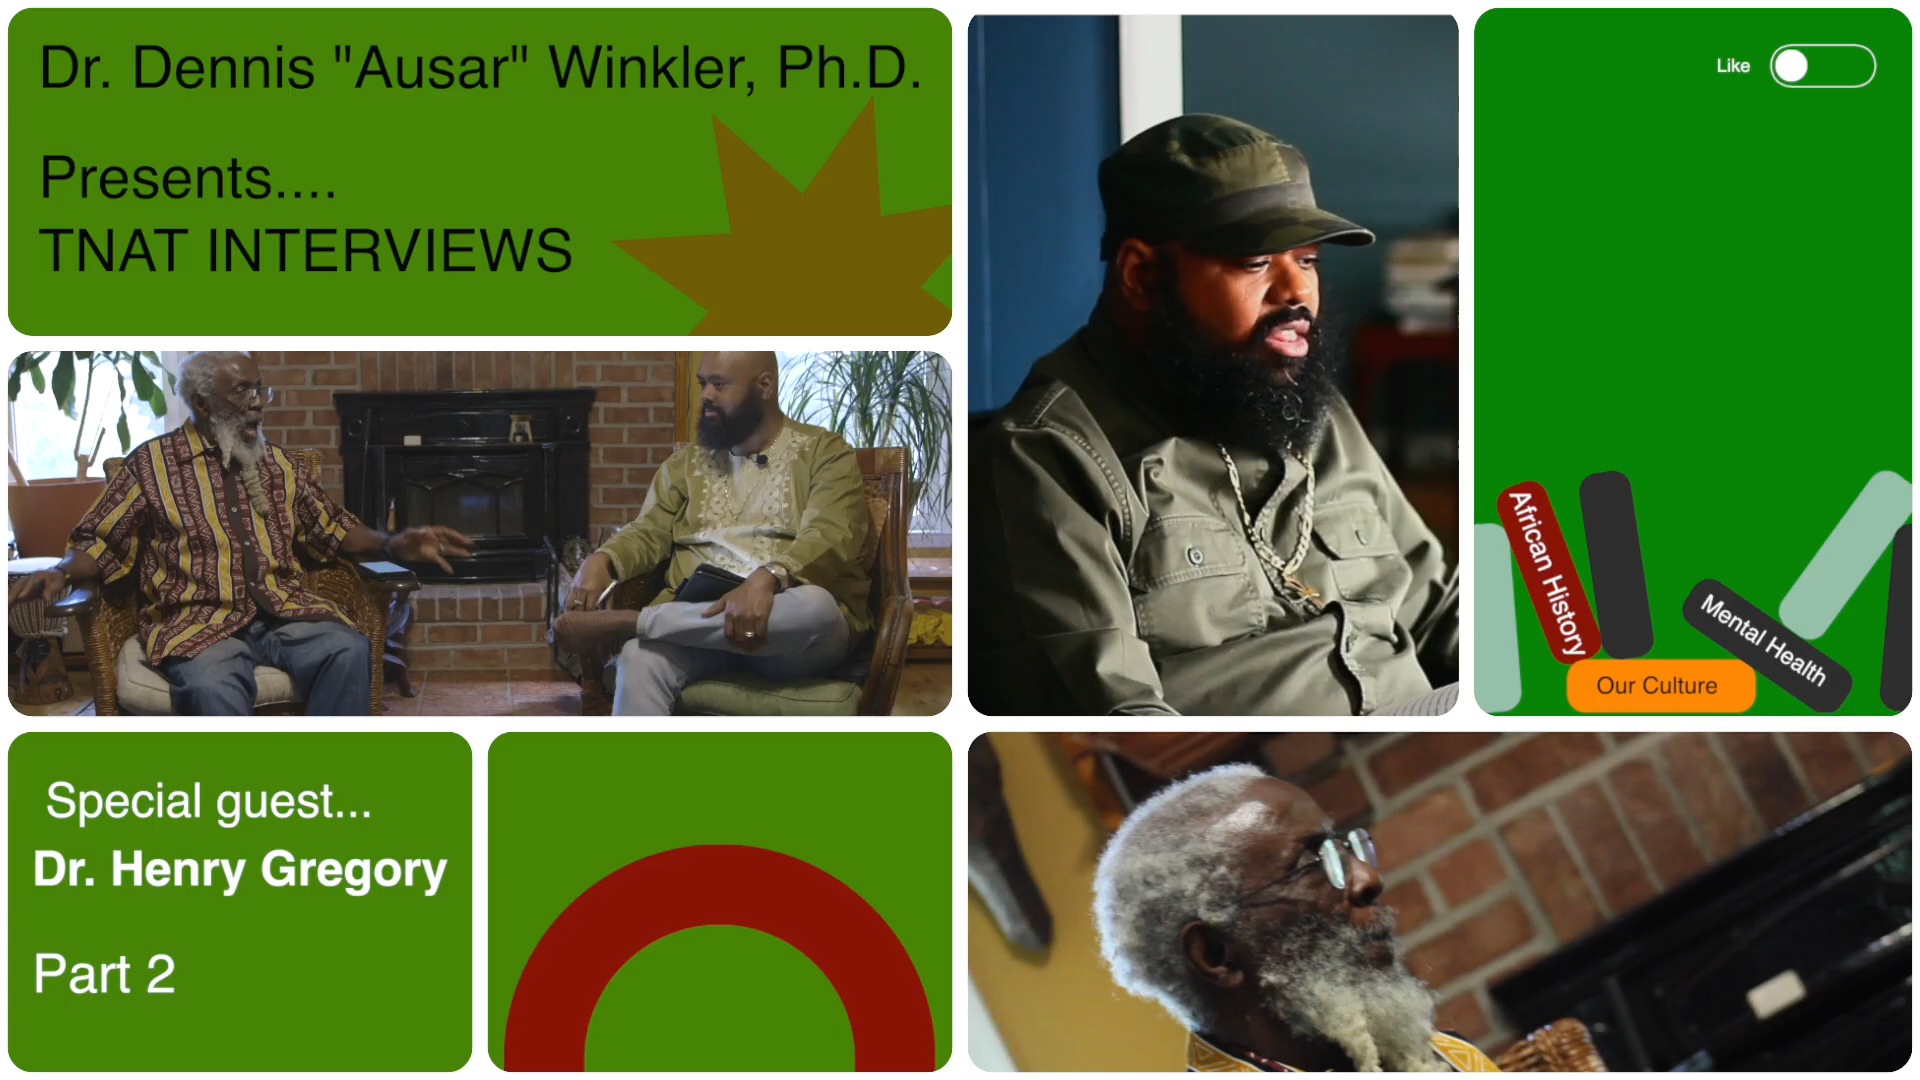 Dr. Dennis "Ausar" Winkler, Ph.D.
Presents....
TNAT INTERVIEWS
Like
African History
Mental Health
Our Culture
Special guest...
Dr. Henry Gregory
Part 2